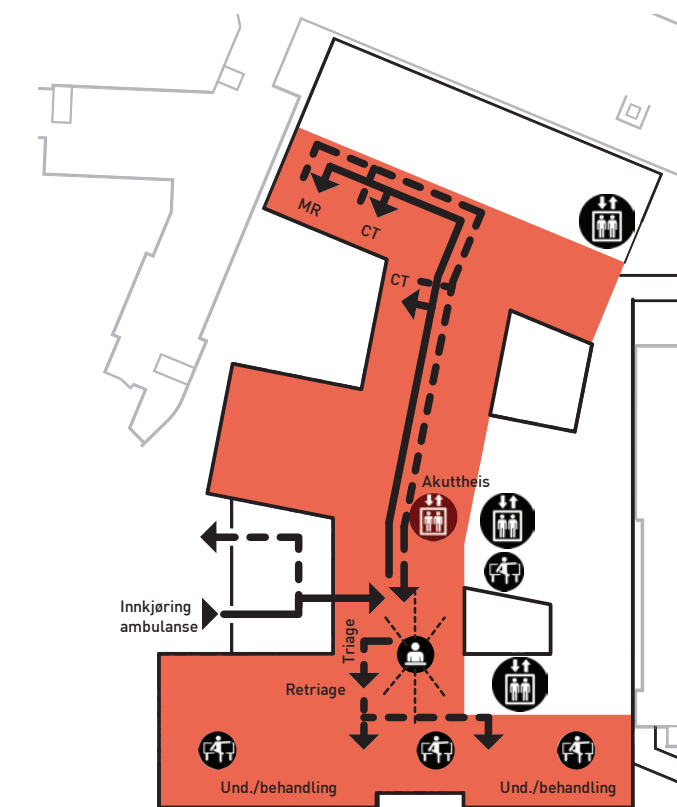 MR
CT
CT
Akuttheis
Innkjøring
ambulanse
Triage
Retriage
Und./behandling
Und./behandling